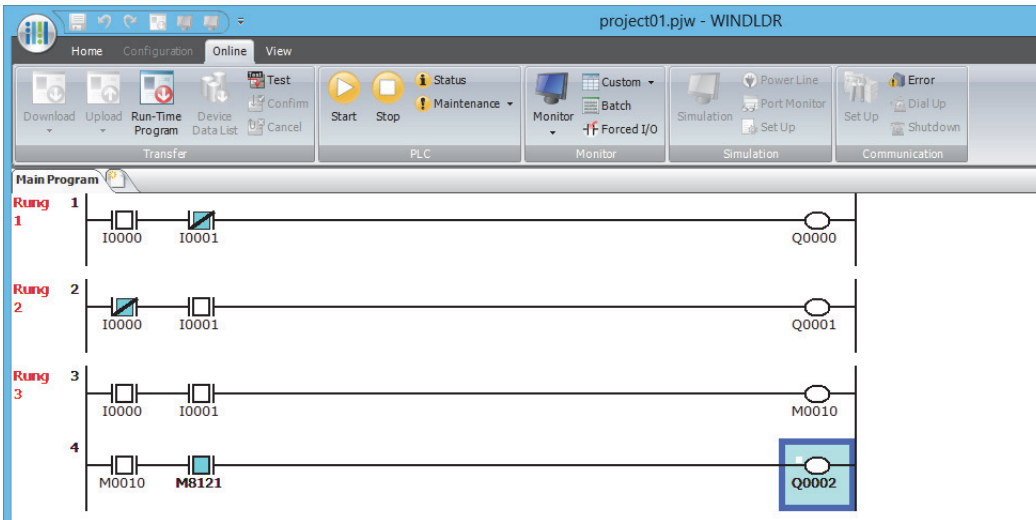 project01.pjw - WINDLDR
Home Configuration Online View
Download Upload Run-Time Program Device Data List Test Confirm Cancel
Transfer
Start Stop Status Maintenance
PLC
Monitor Custom Batch Forced I/O
Monitor
Simulation Power Line Port Monitor Set Up
Simulation
Set Up Error Dial Up Shutdown
Communication
Main Program
Rung 1
1
I0000 I0001 Q0000
Rung 2
2
I0000 I0001 Q0001
Rung 3
3
I0000 I0001 M0010
4
M0010 M8121 Q0002